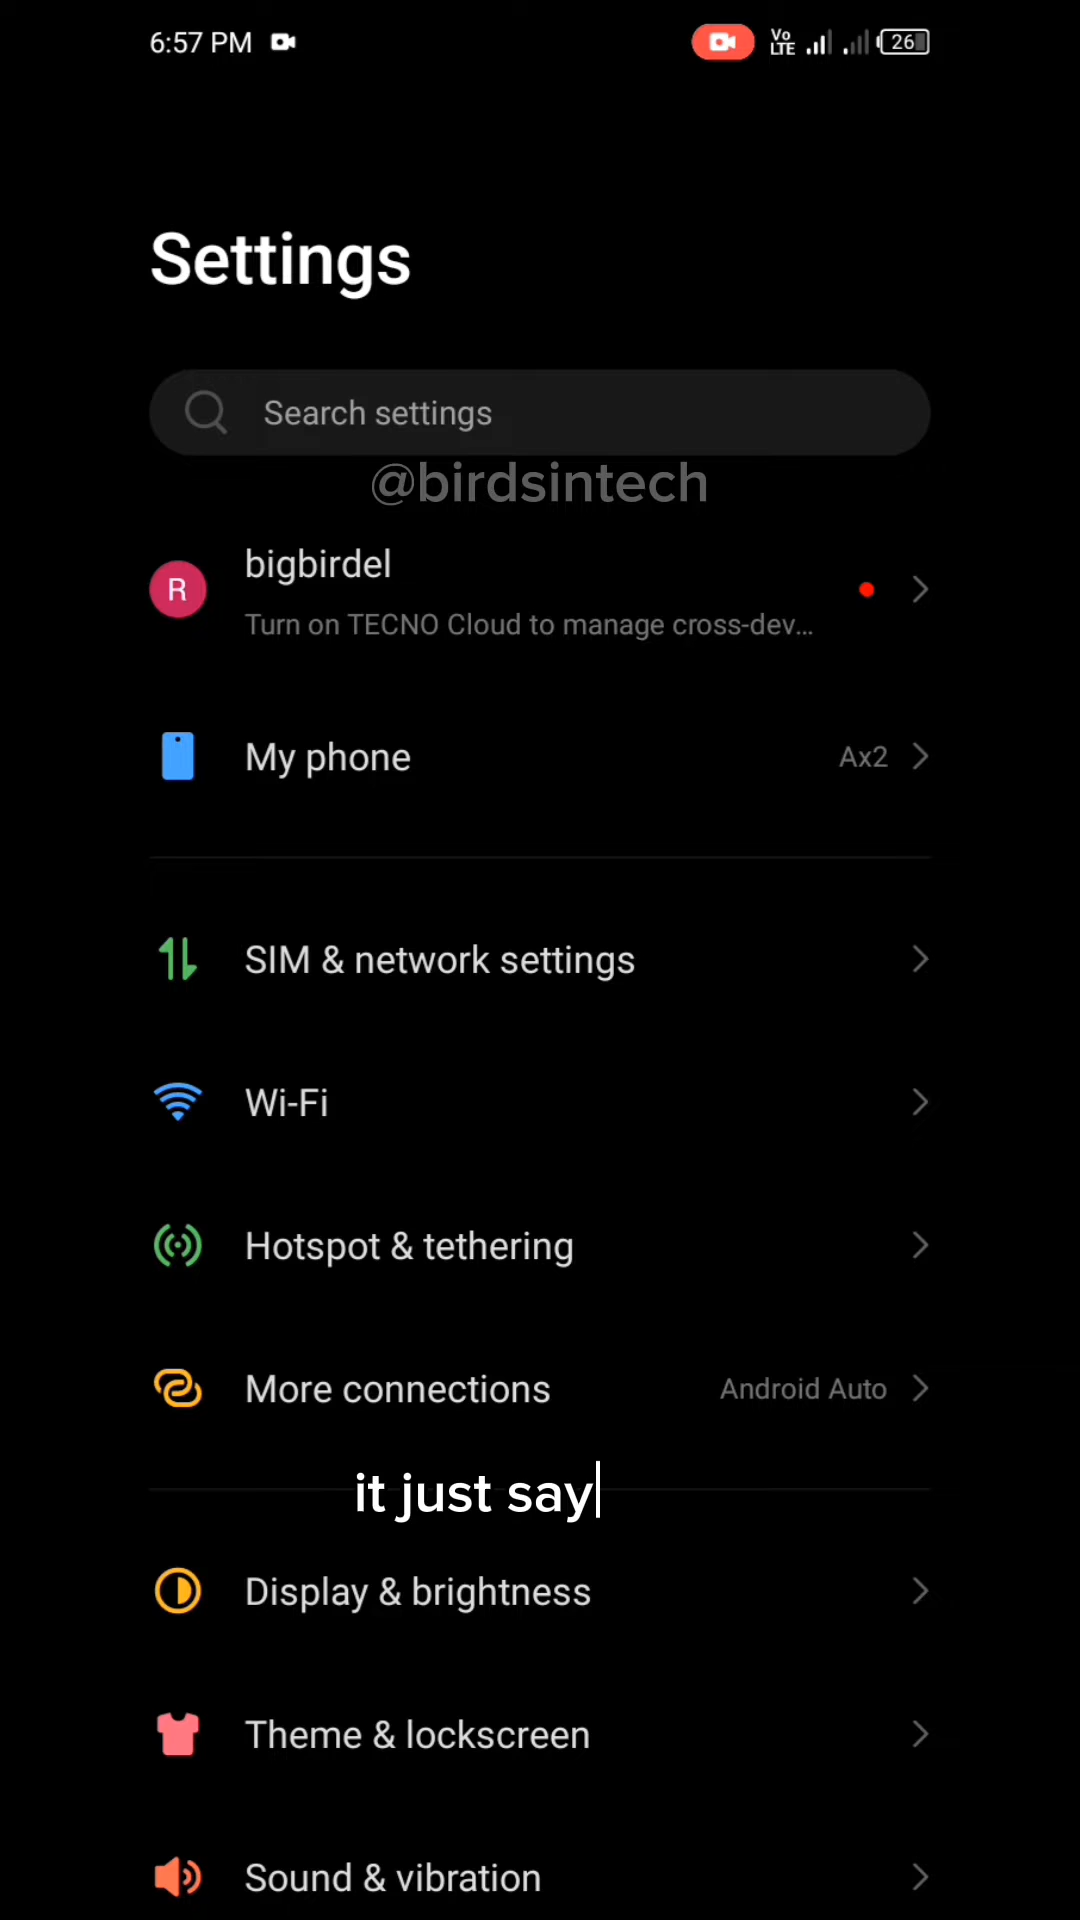 6:57 PM
Vo
LTE
26
Settings
Search settings
@birdsintech
R
bigbirdel
Turn on TECNO Cloud to manage cross-dev...
My phone
Ax2
SIM & network settings
Wi-Fi
Hotspot & tethering
More connections
Android Auto
it just say
Display & brightness
Theme & lockscreen
Sound & vibration